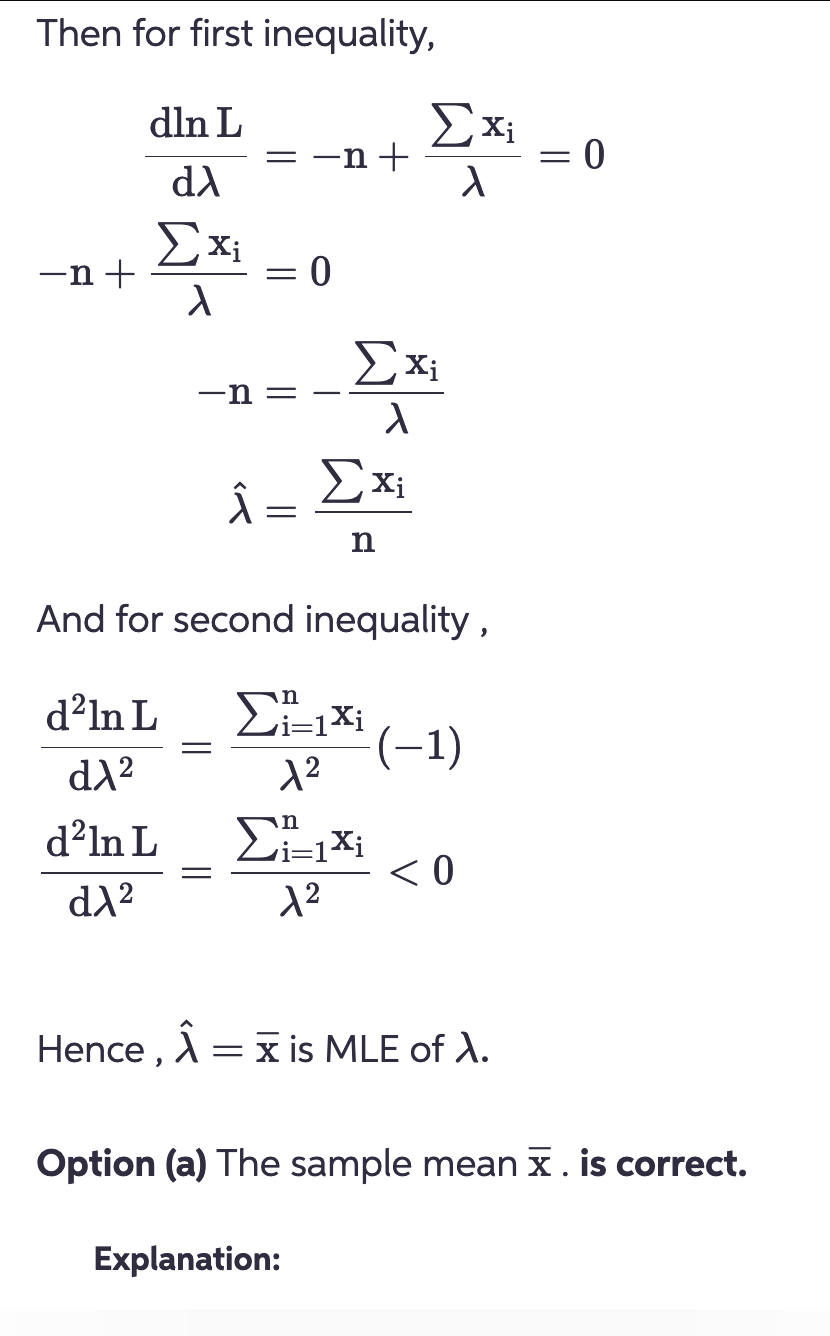 Then for first inequality,
dln L/dλ = −n + ∑xᵢ/λ = 0
−n + ∑xᵢ/λ = 0
−n = −∑xᵢ/λ
λ̂ = ∑xᵢ/n
And for second inequality ,
d²ln L/dλ² = ∑ⁿᵢ₌₁xᵢ/λ² (−1)
d²ln L/dλ² = ∑ⁿᵢ₌₁xᵢ/λ² < 0
Hence , λ̂ = x̅ is MLE of λ.
Option (a) The sample mean x̅ . is correct.
Explanation: